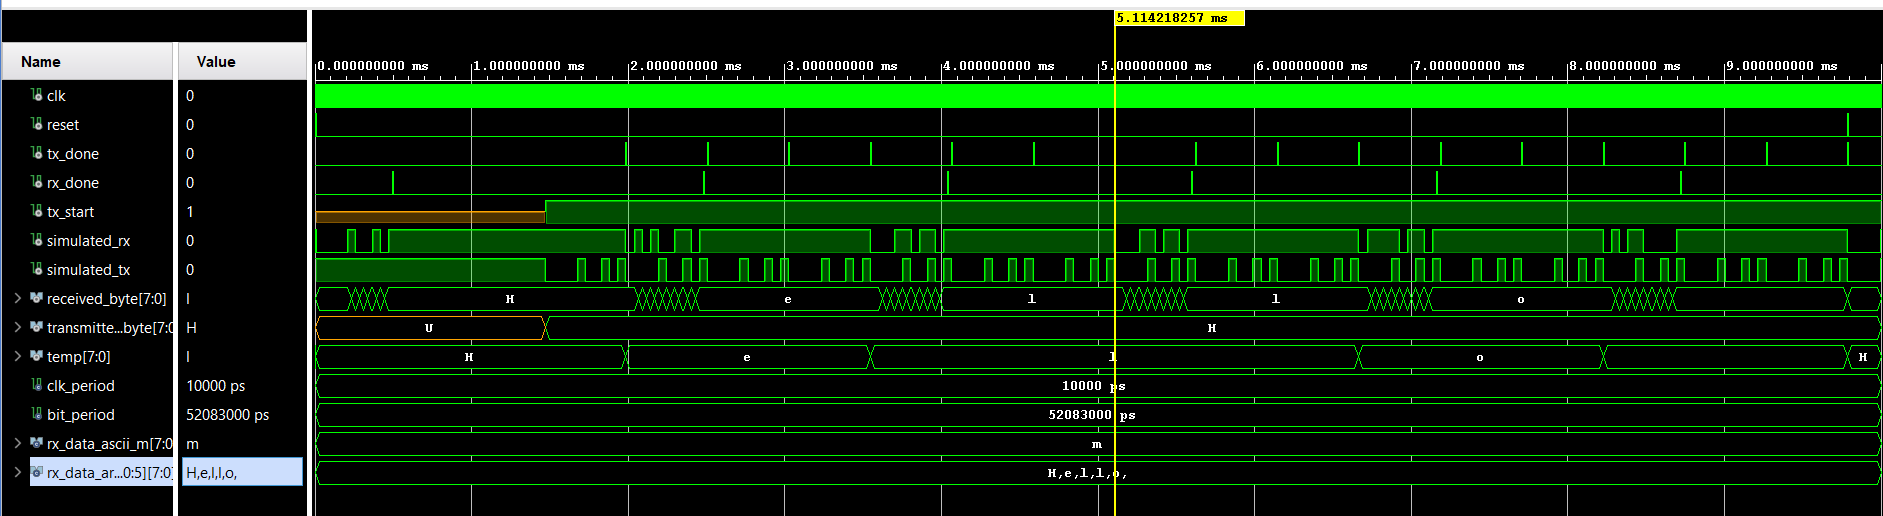 5.114218257 ms
Name Value
0.000000000 ms 1.000000000 ms 2.000000000 ms 3.000000000 ms 4.000000000 ms 5.000000000 ms 6.000000000 ms 7.000000000 ms 8.000000000 ms 9.000000000 ms
clk 0
reset 0
tx_done 0
rx_done 0
tx_start 1
simulated_rx 0
simulated_tx 0
received_byte[7:0] l H e l l o
transmitte...byte[7:0 H U H
temp[7:0] l H e l o H
clk_period 10000 ps 10000 ps
bit_period 52083000 ps 52083000 ps
rx_data_ascii_m[7:0 m m
rx_data_ar...0:5][7:0] H,e,l,l,o, H,e,l,l,o,